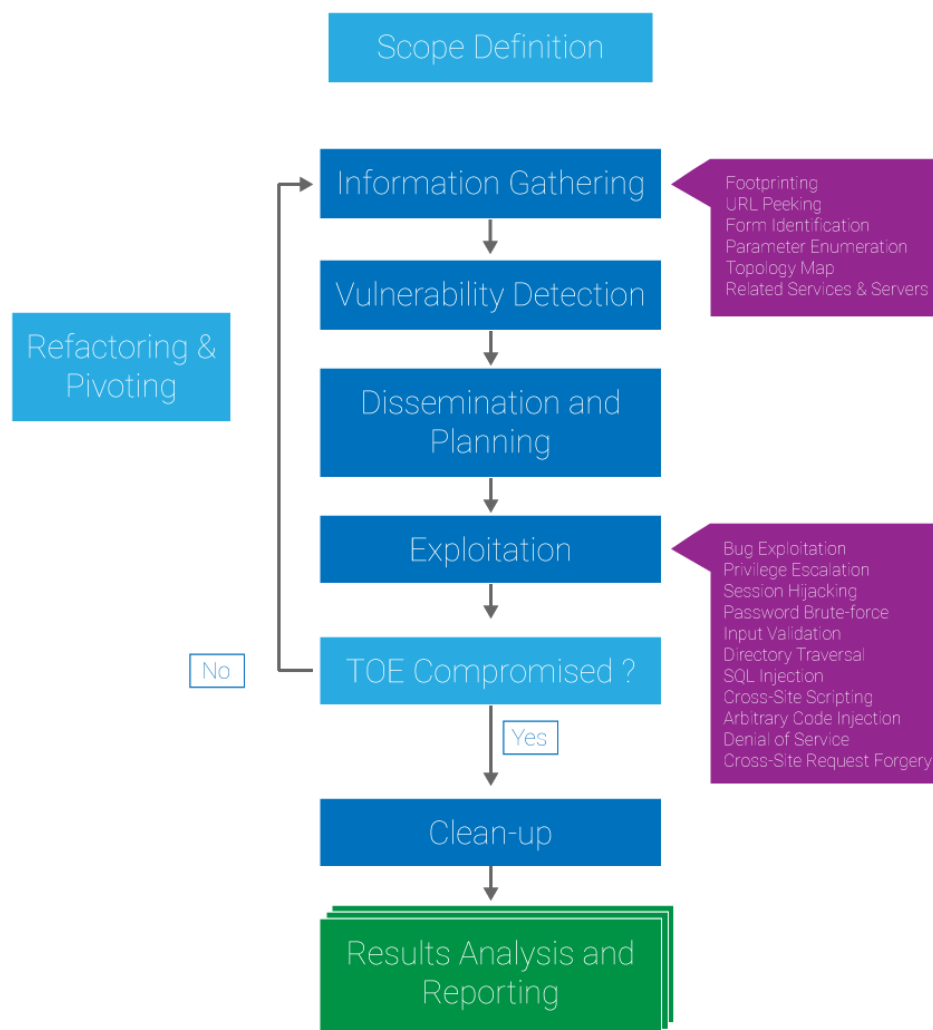 Scope Definition
Information Gathering
Footprinting
URL Peeking
Form Identification
Parameter Enumeration
Topology Map
Related Services & Servers
Vulnerability Detection
Refactoring &
Pivoting
Dissemination and
Planning
Exploitation
Bug Exploitation
Privilege Escalation
Session Hijacking
Password Brute-force
Input Validation
Directory Traversal
SQL Injection
Cross-Site Scripting
Arbitrary Code Injection
Denial of Service
Cross-Site Request Forgery
No
TOE Compromised ?
Yes
Clean-up
Results Analysis and
Reporting